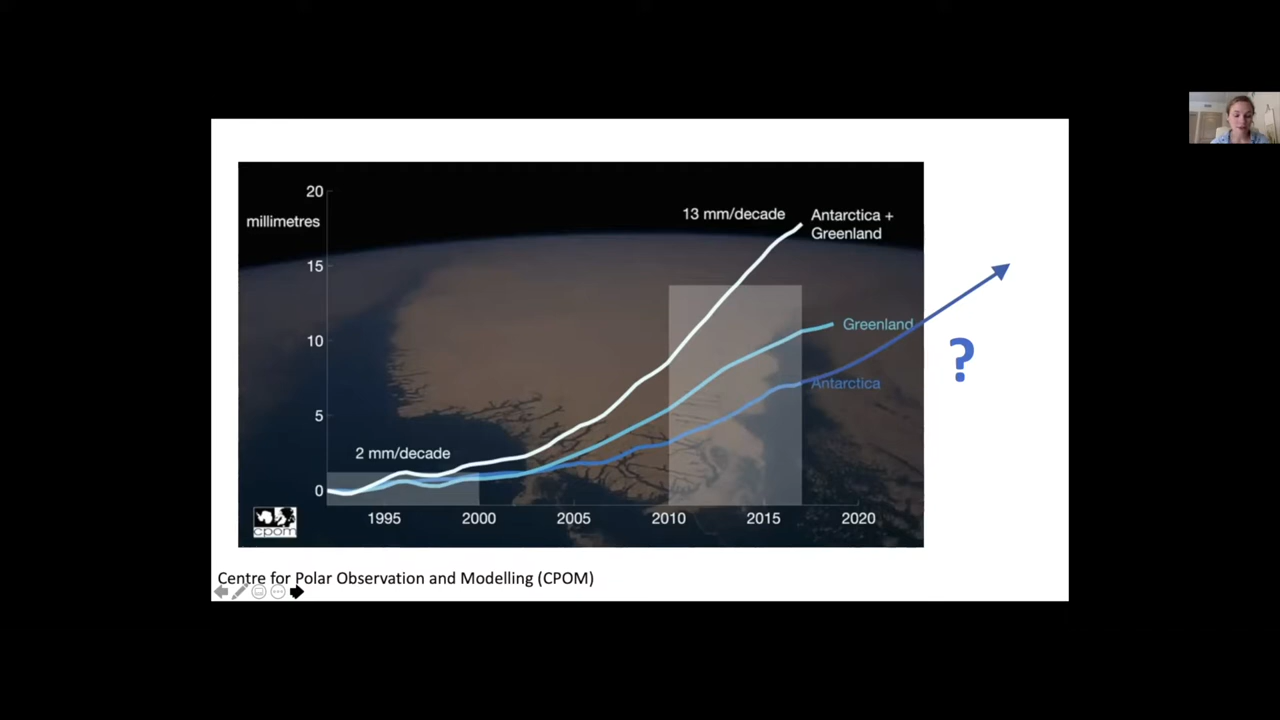 20
millimetres
15
10
5
0
13 mm/decade
Antarctica +
Greenland
Greenland
?
Antarctica
2 mm/decade
1995 2000 2005 2010 2015 2020
cpom
Centre for Polar Observation and Modelling (CPOM)